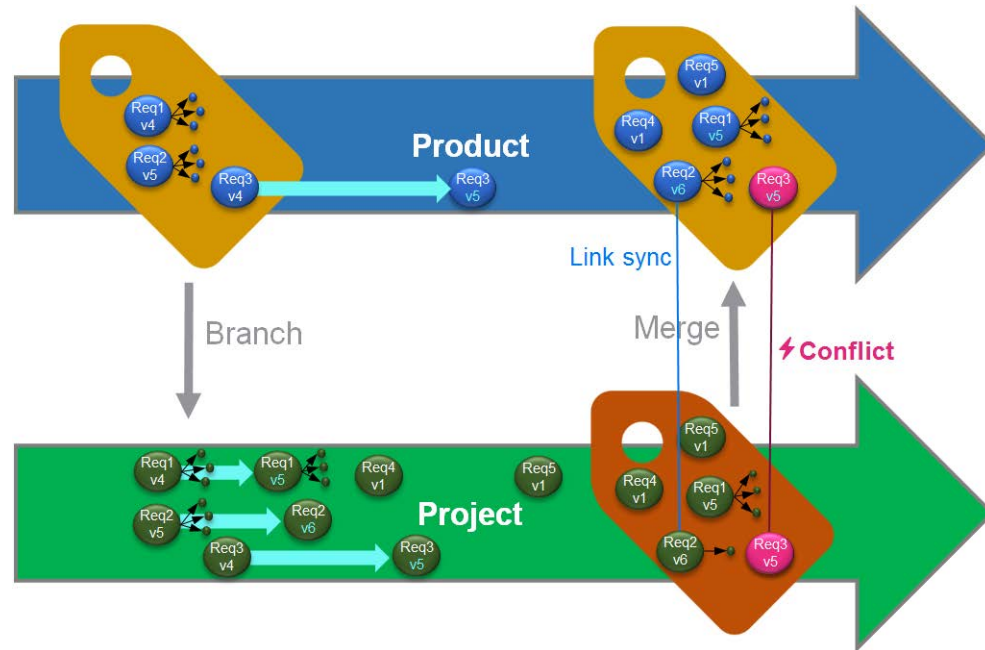 Req5
v1
Req1
v4
Req4
v1
Req1
v5
Product
Req2
v5
Req3
v4
Req3
v5
Req2
v6
Req3
v5
Link sync
Branch
Merge
Conflict
Req5
v1
Req1
v4
Req1
v5
Req4
v1
Req5
v1
Req4
v1
Req1
v5
Req2
v5
Req2
v6
Project
Req3
v4
Req3
v5
Req2
v6
Req3
v5